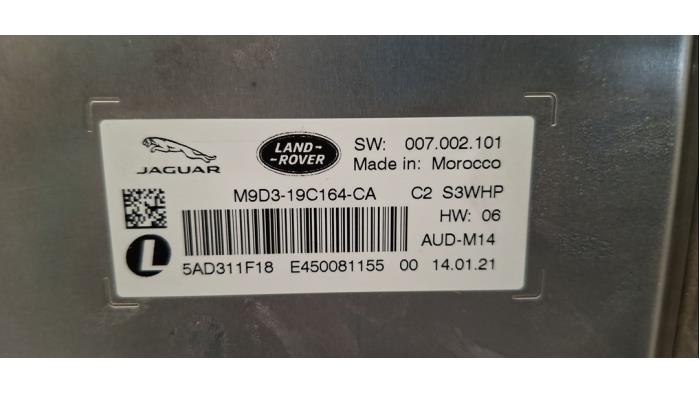 JAGUAR
LAND-
-ROVER
SW: 007.002.101
Made in: Morocco
M9D3-19C164-CA C2 S3WHP
HW: 06
AUD-M14
L
5AD311F18 E450081155 00 14.01.21